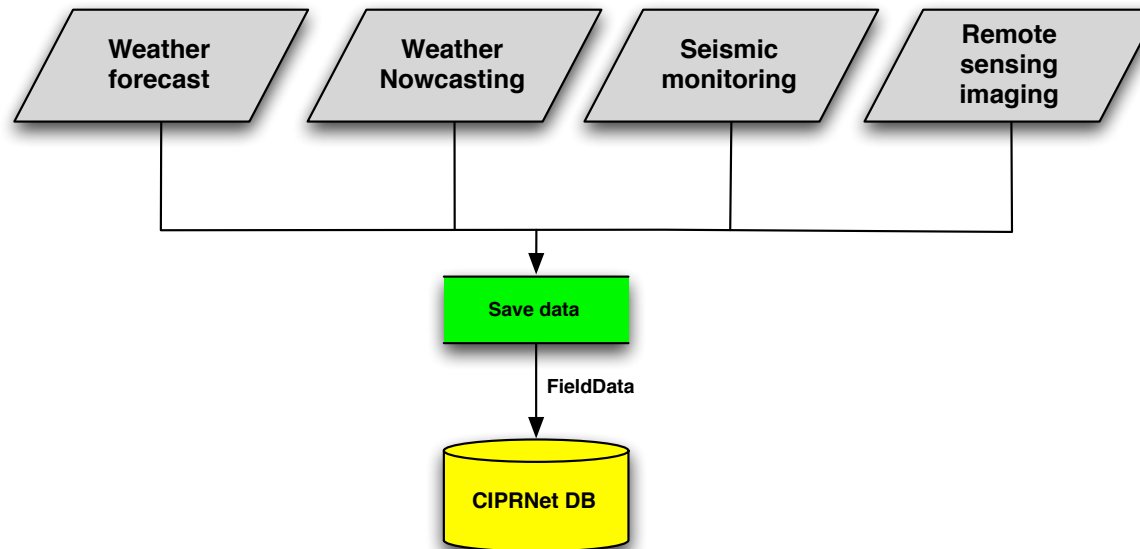 Weather
forecast
Weather
Nowcasting
Seismic
monitoring
Remote
sensing
imaging
Save data
FieldData
CIPRNet DB